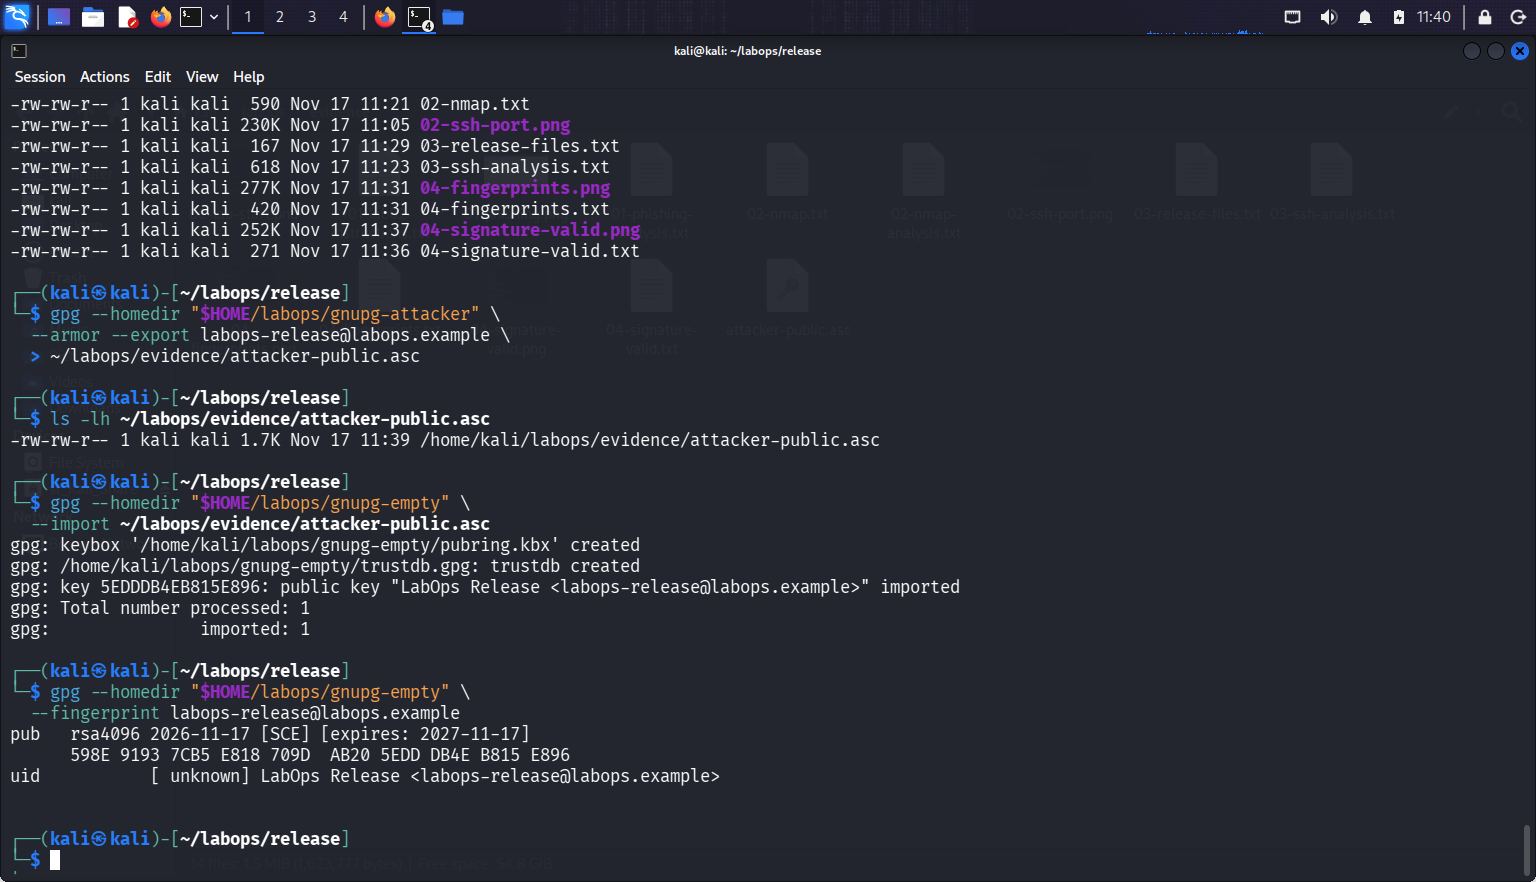 1 2 3 4
4
11:40
kali@kali: ~/labops/release
Session Actions Edit View Help
-rw-rw-r-- 1 kali kali  590 Nov 17 11:21 02-nmap.txt
-rw-rw-r-- 1 kali kali 230K Nov 17 11:05 02-ssh-port.png
-rw-rw-r-- 1 kali kali  167 Nov 17 11:29 03-release-files.txt
-rw-rw-r-- 1 kali kali  618 Nov 17 11:23 03-ssh-analysis.txt
-rw-rw-r-- 1 kali kali 277K Nov 17 11:31 04-fingerprints.png
-rw-rw-r-- 1 kali kali  420 Nov 17 11:31 04-fingerprints.txt
-rw-rw-r-- 1 kali kali 252K Nov 17 11:37 04-signature-valid.png
-rw-rw-r-- 1 kali kali  271 Nov 17 11:36 04-signature-valid.txt
┌──(kali㉿kali)-[~/labops/release]
└─$ gpg --homedir "$HOME/labops/gnupg-attacker" \
  --armor --export labops-release@labops.example \
  > ~/labops/evidence/attacker-public.asc
┌──(kali㉿kali)-[~/labops/release]
└─$ ls -lh ~/labops/evidence/attacker-public.asc
-rw-rw-r-- 1 kali kali 1.7K Nov 17 11:39 /home/kali/labops/evidence/attacker-public.asc
┌──(kali㉿kali)-[~/labops/release]
└─$ gpg --homedir "$HOME/labops/gnupg-empty" \
  --import ~/labops/evidence/attacker-public.asc
gpg: keybox '/home/kali/labops/gnupg-empty/pubring.kbx' created
gpg: /home/kali/labops/gnupg-empty/trustdb.gpg: trustdb created
gpg: key 5EDDDB4EB815E896: public key "LabOps Release <labops-release@labops.example>" imported
gpg: Total number processed: 1
gpg:               imported: 1
┌──(kali㉿kali)-[~/labops/release]
└─$ gpg --homedir "$HOME/labops/gnupg-empty" \
  --fingerprint labops-release@labops.example
pub   rsa4096 2026-11-17 [SCE] [expires: 2027-11-17]
      598E 9193 7CB5 E818 709D  AB20 5EDD DB4E B815 E896
uid           [ unknown] LabOps Release <labops-release@labops.example>
┌──(kali㉿kali)-[~/labops/release]
└─$